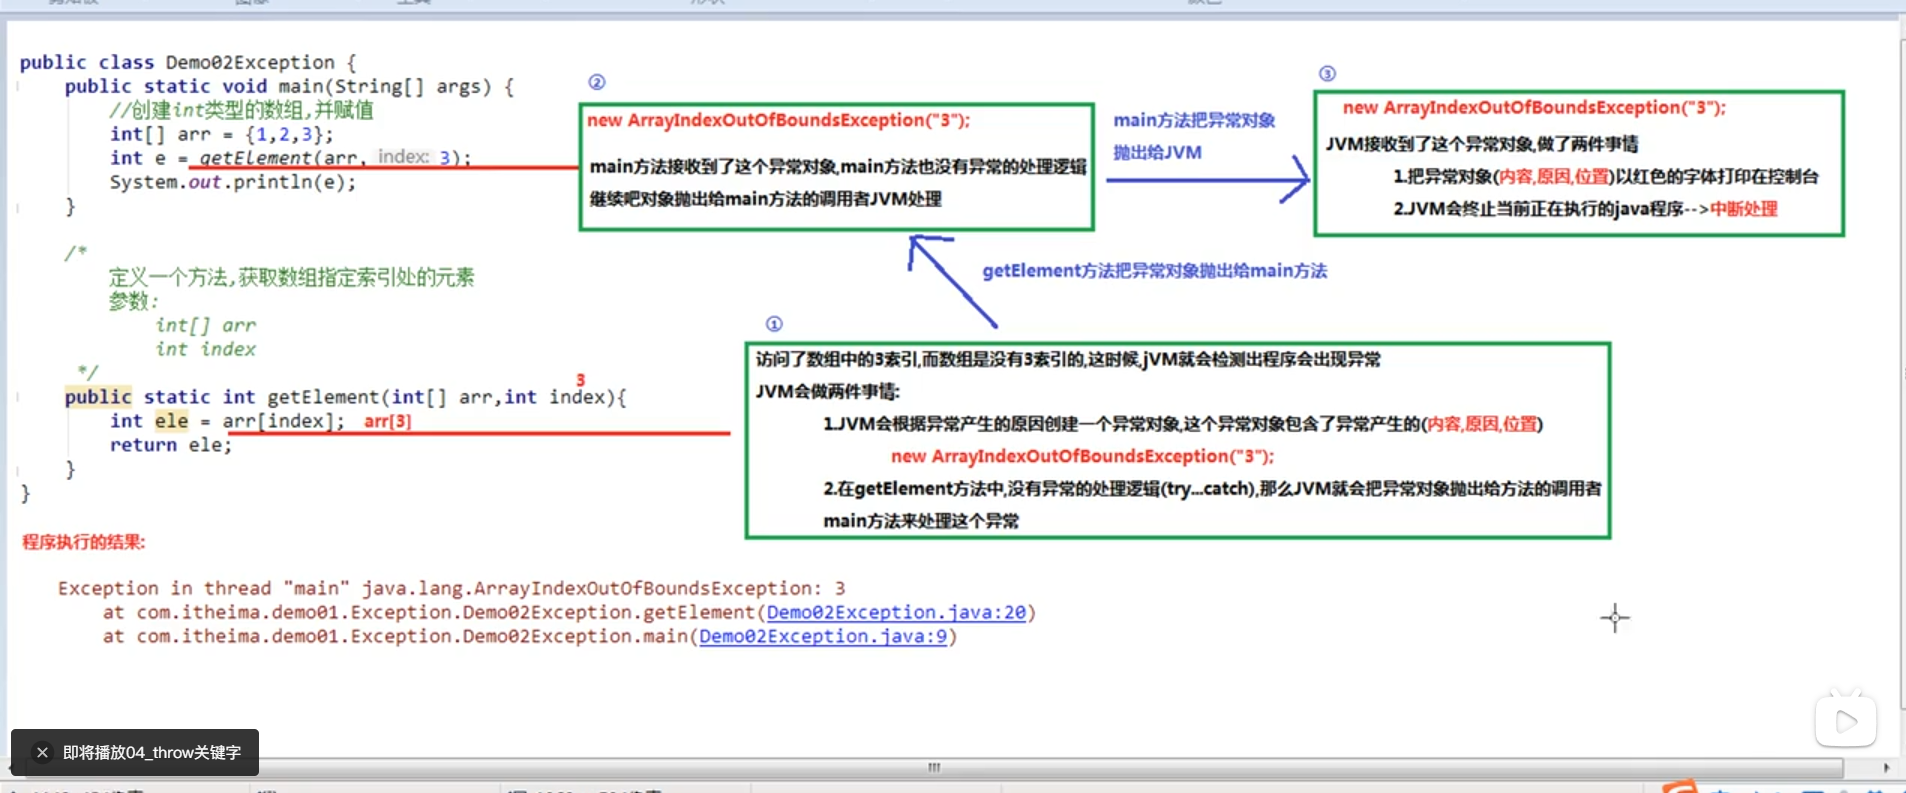 public class Demo02Exception {
public static void main(String[] args) {
//创建int类型的数组,并赋值
int[] arr = {1,2,3};
int e = getElement(arr, index: 3);
System.out.println(e);
}
/*
定义一个方法,获取数组指定索引处的元素
参数:
int[] arr
int index
*/
3
public static int getElement(int[] arr,int index){
int ele = arr[index]; arr[3]
return ele;
}
}
②
new ArrayIndexOutOfBoundsException("3");
main方法接收到了这个异常对象,main方法也没有异常的处理逻辑
继续吧对象抛出给main方法的调用者JVM处理
main方法把异常对象
抛出给JVM
③
new ArrayIndexOutOfBoundsException("3");
JVM接收到了这个异常对象,做了两件事情
1.把异常对象(内容,原因,位置)以红色的字体打印在控制台
2.JVM会终止当前正在执行的java程序-->中断处理
getElement方法把异常对象抛出给main方法
①
访问了数组中的3索引,而数组是没有3索引的,这时候,jVM就会检测出程序会出现异常
JVM会做两件事情:
1.JVM会根据异常产生的原因创建一个异常对象,这个异常对象包含了异常产生的(内容,原因,位置)
new ArrayIndexOutOfBoundsException("3");
2.在getElement方法中,没有异常的处理逻辑(try...catch),那么JVM就会把异常对象抛出给方法的调用者
main方法来处理这个异常
程序执行的结果:
Exception in thread "main" java.lang.ArrayIndexOutOfBoundsException: 3
at com.itheima.demo01.Exception.Demo02Exception.getElement(Demo02Exception.java:20)
at com.itheima.demo01.Exception.Demo02Exception.main(Demo02Exception.java:9)
即将播放04_throw关键字